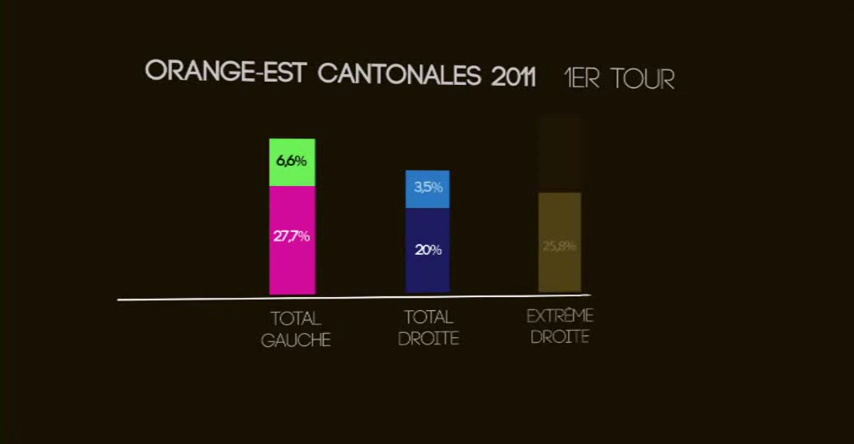 ORANGE-EST CANTONALES 2011 1ER TOUR
6,6%
27,7%
3,5%
20%
25,8%
TOTAL
GAUCHE
TOTAL
DROITE
EXTRÊME
DROITE